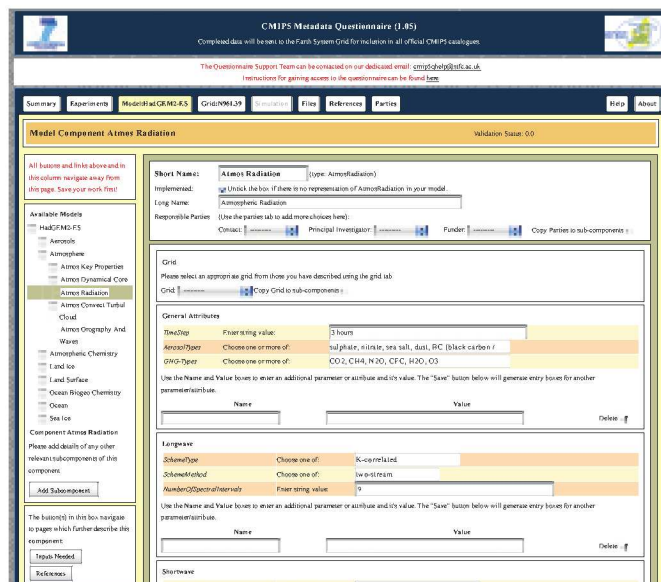 CMIP5 Metadata Questionnaire (1.05)
Completed data will be sent to the Earth System Grid for inclusion in all official CMIP5 catalogues.
The Questionnaire Support Team can be contacted on our dedicated email: cmip5qhelp@stfc.ac.uk
Instructions for gaining access to the questionnaire can be found here
Summary Experiments Model:HadGEM2-ES Grid:N96L39 Simulation Files References Parties Help About
Model Component Atmos Radiation Validation Status: 0.0
All buttons and links above and in
this column navigate away from
this page. Save your work first!
Available Models
HadGEM2-ES
Aerosols
Atmosphere
Atmos Key Properties
Atmos Dynamical Core
Atmos Radiation
Atmos Convect Turbul
Cloud
Atmos Orography And
Waves
Atmospheric Chemistry
Land Ice
Land Surface
Ocean Biogeo Chemistry
Ocean
Sea Ice
Component Atmos Radiation
Please add details of any other
relevant subcomponents of this
component
Add Subcomponent
The button(s) in this box navigate
to pages which further describe this
component:
Inputs Needed
References
Short Name: Atmos Radiation (type: AtmosRadiation)
Implemented: Untick the box if there is no representation of AtmosRadiation in your model.
Long Name: Atmospheric Radiation
Responsible Parties (Use the parties tab to add more choices here):
Contact: -------- Principal Investigator: -------- Funder: -------- Copy Parties to sub-components
Grid
Please select an appropriate grid from those you have described using the grid tab
Grid: -------- Copy Grid to sub-components
General Attributes
TimeStep Enter string value: 3 hours
AerosolTypes Choose one or more of: sulphate, nitrate, sea salt, dust, BC (black carbon /
GHG-Types Choose one or more of: CO2, CH4, N2O, CFC, H2O, O3
Use the Name and Value boxes to enter an additional parameter or attribute and it's value. The "Save" button below will generate entry boxes for another
parameter/attribute.
Name Value
Delete
Longwave
SchemeType Choose one of: K-correlated
SchemeMethod Choose one of: two-stream
NumberOfSpectralIntervals Enter string value: 9
Use the Name and Value boxes to enter an additional parameter or attribute and it's value. The "Save" button below will generate entry boxes for another
parameter/attribute.
Name Value
Delete
Shortwave